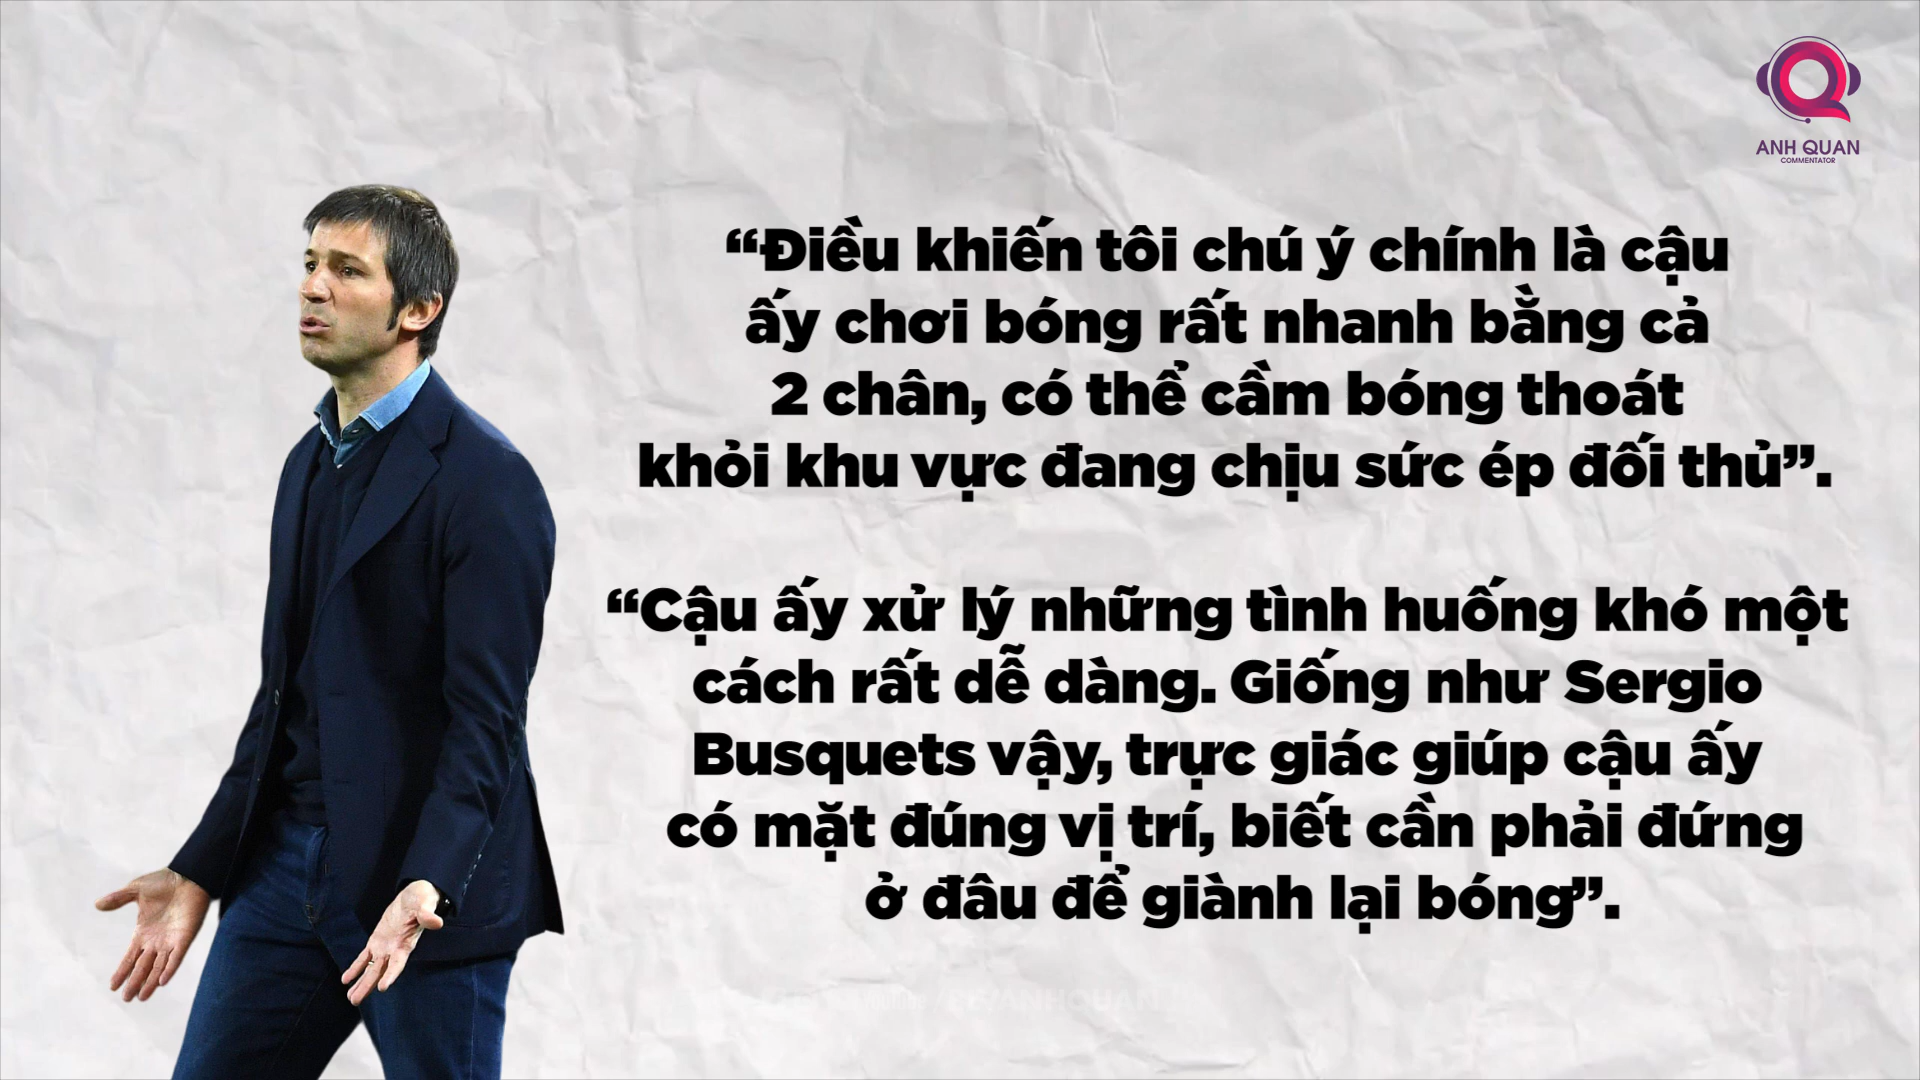 ANH QUAN
COMMENTATOR
“Điều khiến tôi chú ý chính là cậu
ấy chơi bóng rất nhanh bằng cả
2 chân, có thể cầm bóng thoát
khỏi khu vực đang chịu sức ép đối thủ”.
“Cậu ấy xử lý những tình huống khó một
cách rất dễ dàng. Giống như Sergio
Busquets vậy, trực giác giúp cậu ấy
có mặt đúng vị trí, biết cần phải đứng
ở đâu để giành lại bóng”.